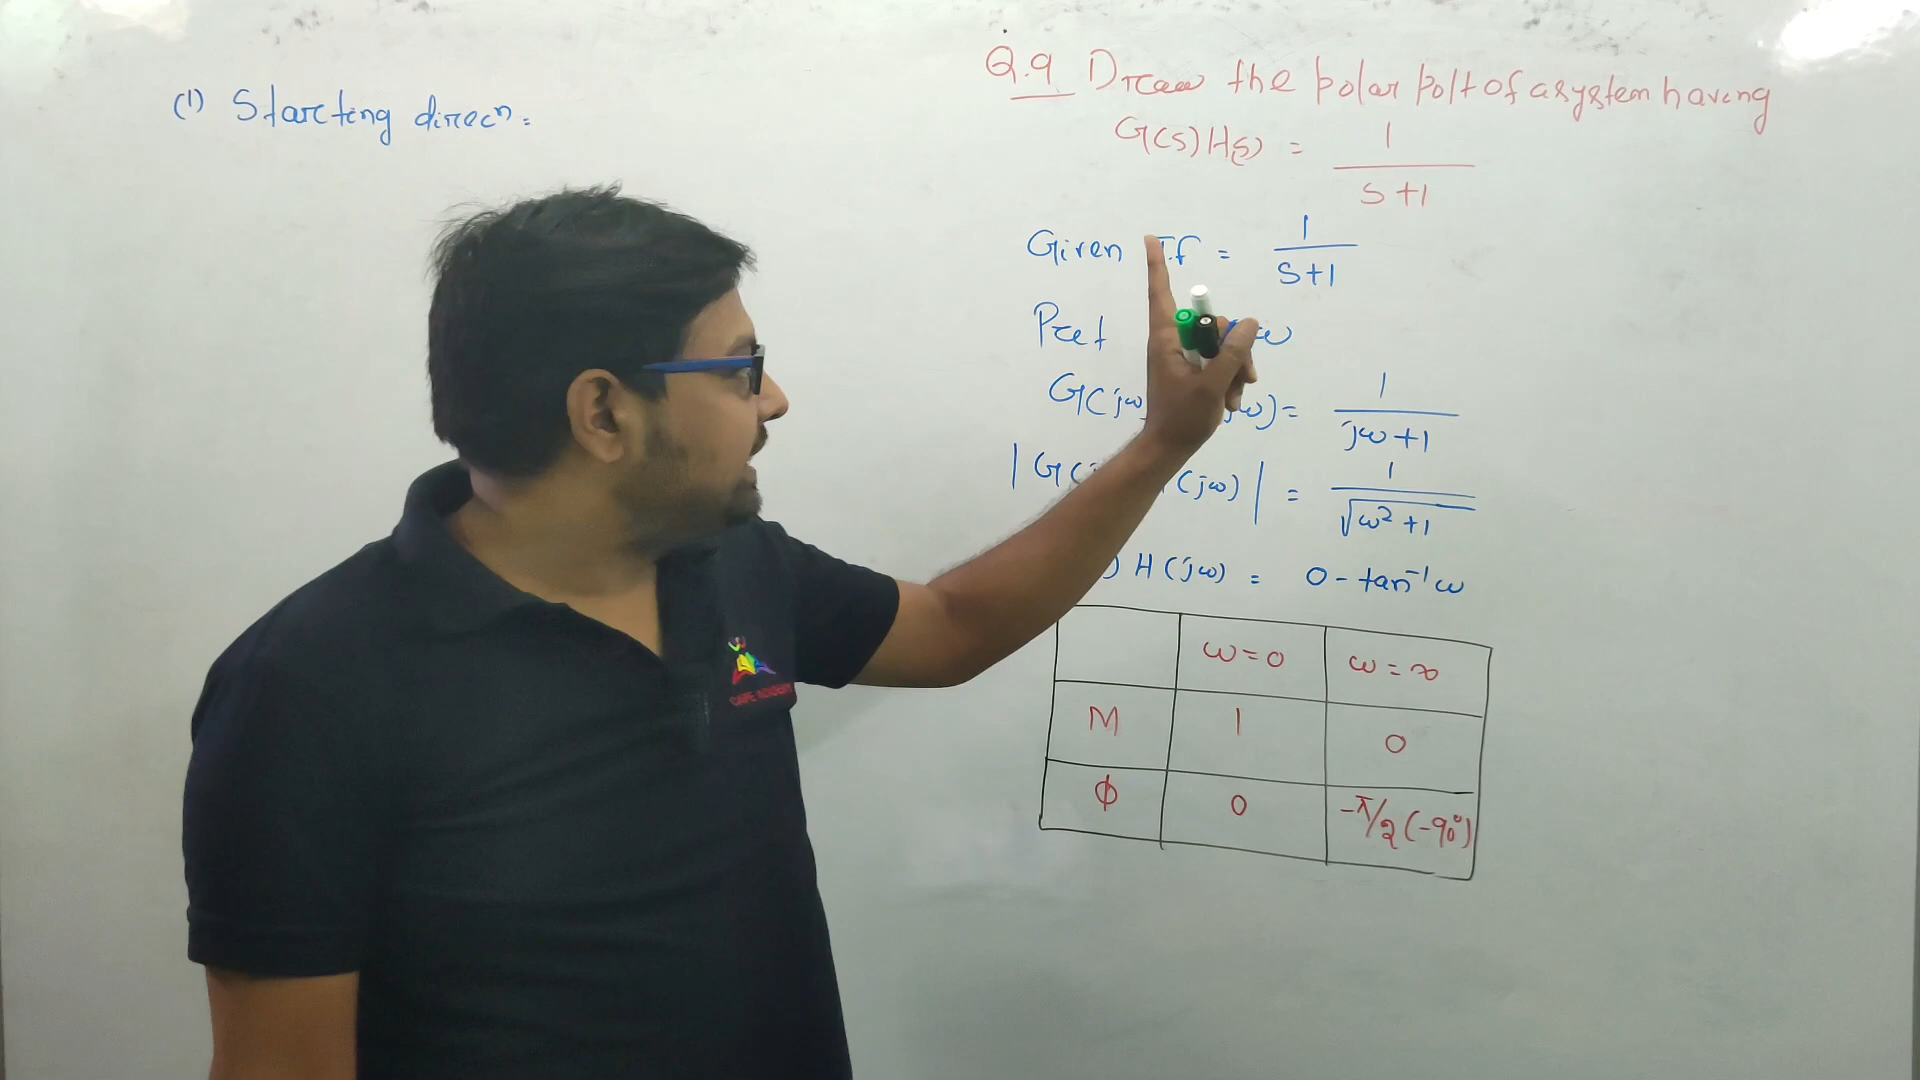 (1) Starting direcn:
Q.9 Draw the polar polt of a system having
G(s)H(s) = 1
s+1
Given T.f = 1
s+1
Put ω
G(jω) jω) = 1
jω+1
|G(j (jω)| = 1
√ω²+1
) H(jω) = 0 - tan⁻¹ω
ω=0 ω=∞
M 1 0
ϕ 0 -π/2 (-90°)